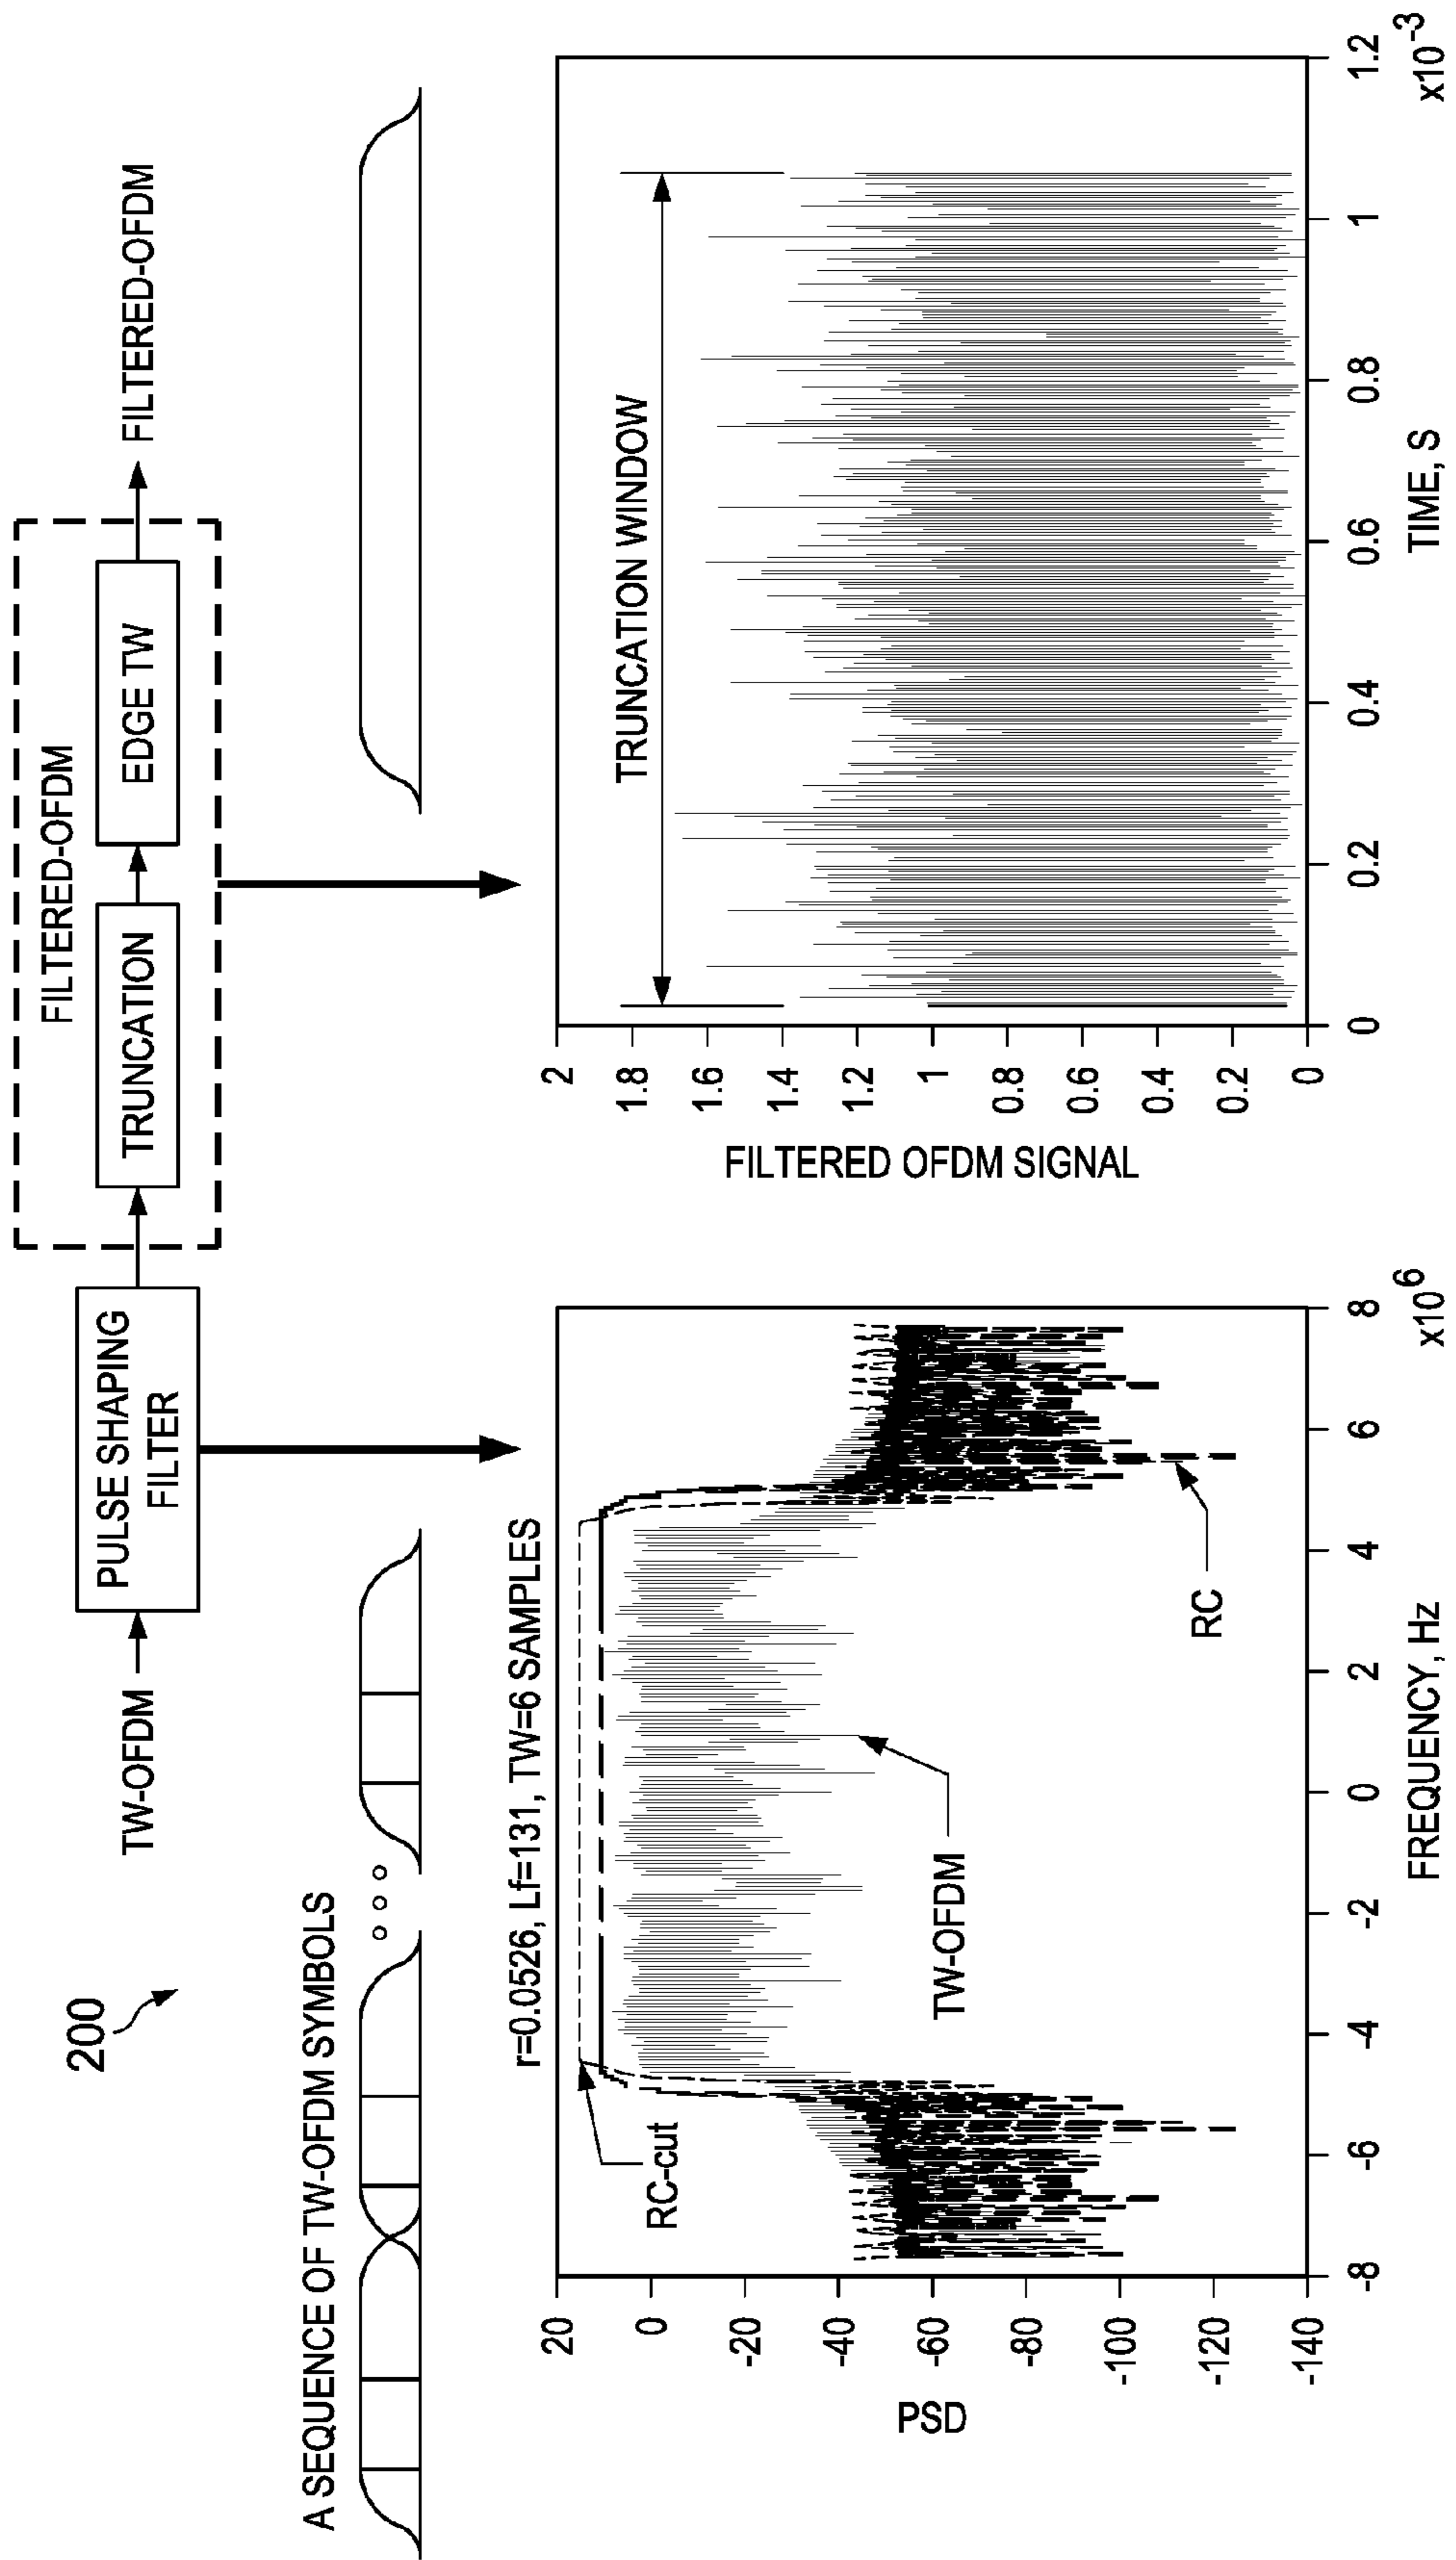 200
TW-OFDM
PULSE SHAPING
FILTER
FILTERED-OFDM
TRUNCATION
EDGE TW
FILTERED-OFDM
A SEQUENCE OF TW-OFDM SYMBOLS
r=0.0526, Lf=131, TW=6 SAMPLES
PSD
20
0
-20
-40
-60
-80
-100
-120
-140
RC-cut
TW-OFDM
RC
-8
-6
-4
-2
0
2
4
6
8
x10^6
FREQUENCY, Hz
FILTERED OFDM SIGNAL
2
1.8
1.6
1.4
1.2
1
0.8
0.6
0.4
0.2
0
TRUNCATION WINDOW
0
0.2
0.4
0.6
0.8
1
1.2
x10^-3
TIME, S